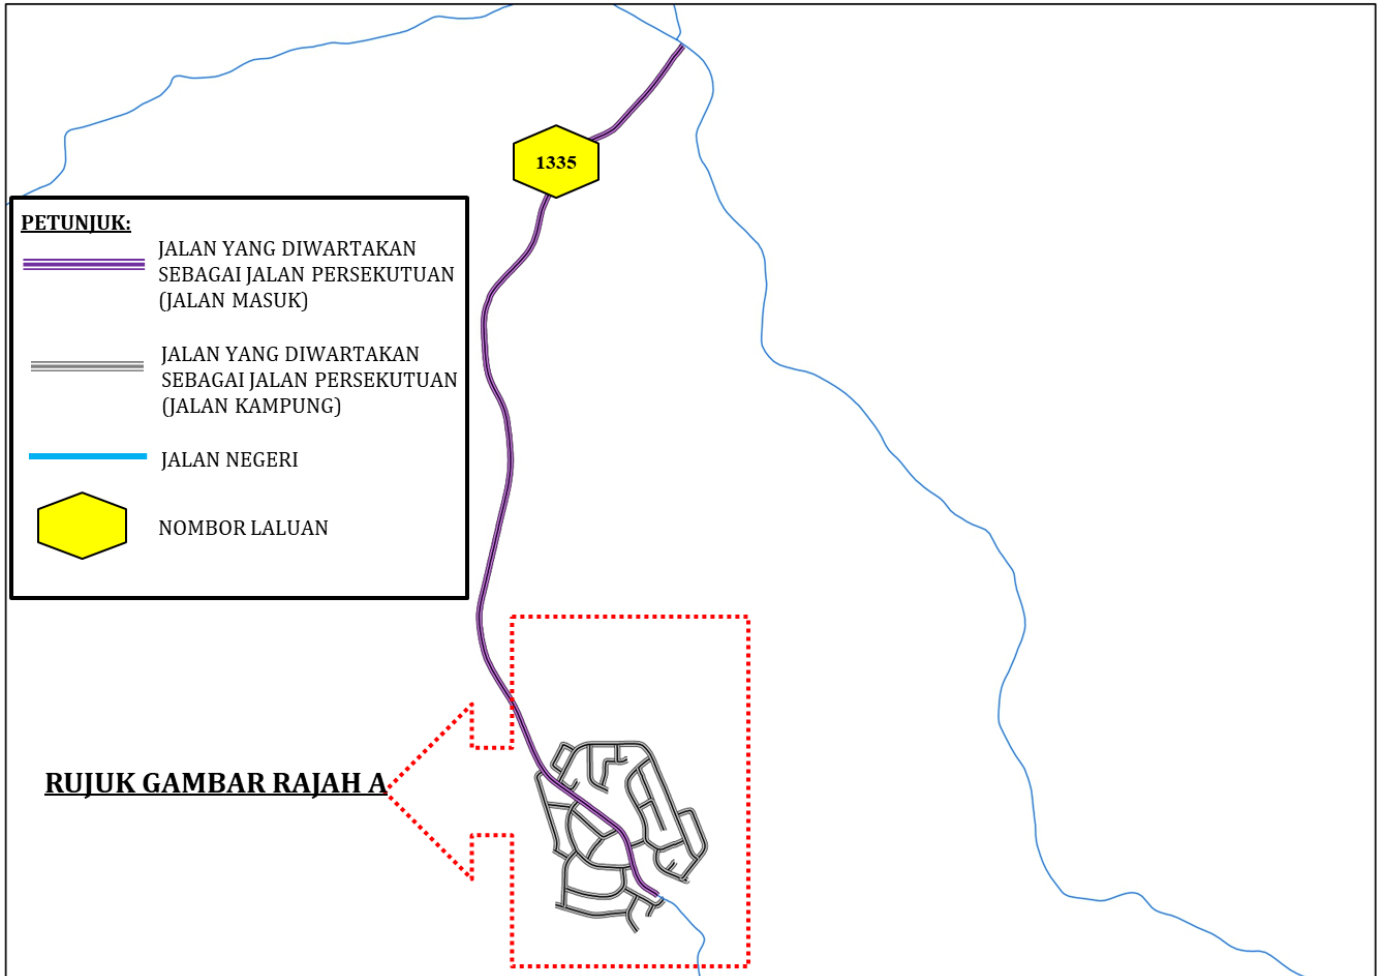 1335
PETUNJUK:
JALAN YANG DIWARTAKAN
SEBAGAI JALAN PERSEKUTUAN
(JALAN MASUK)
JALAN YANG DIWARTAKAN
SEBAGAI JALAN PERSEKUTUAN
(JALAN KAMPUNG)
JALAN NEGERI
NOMBOR LALUAN
RUJUK GAMBAR RAJAH A